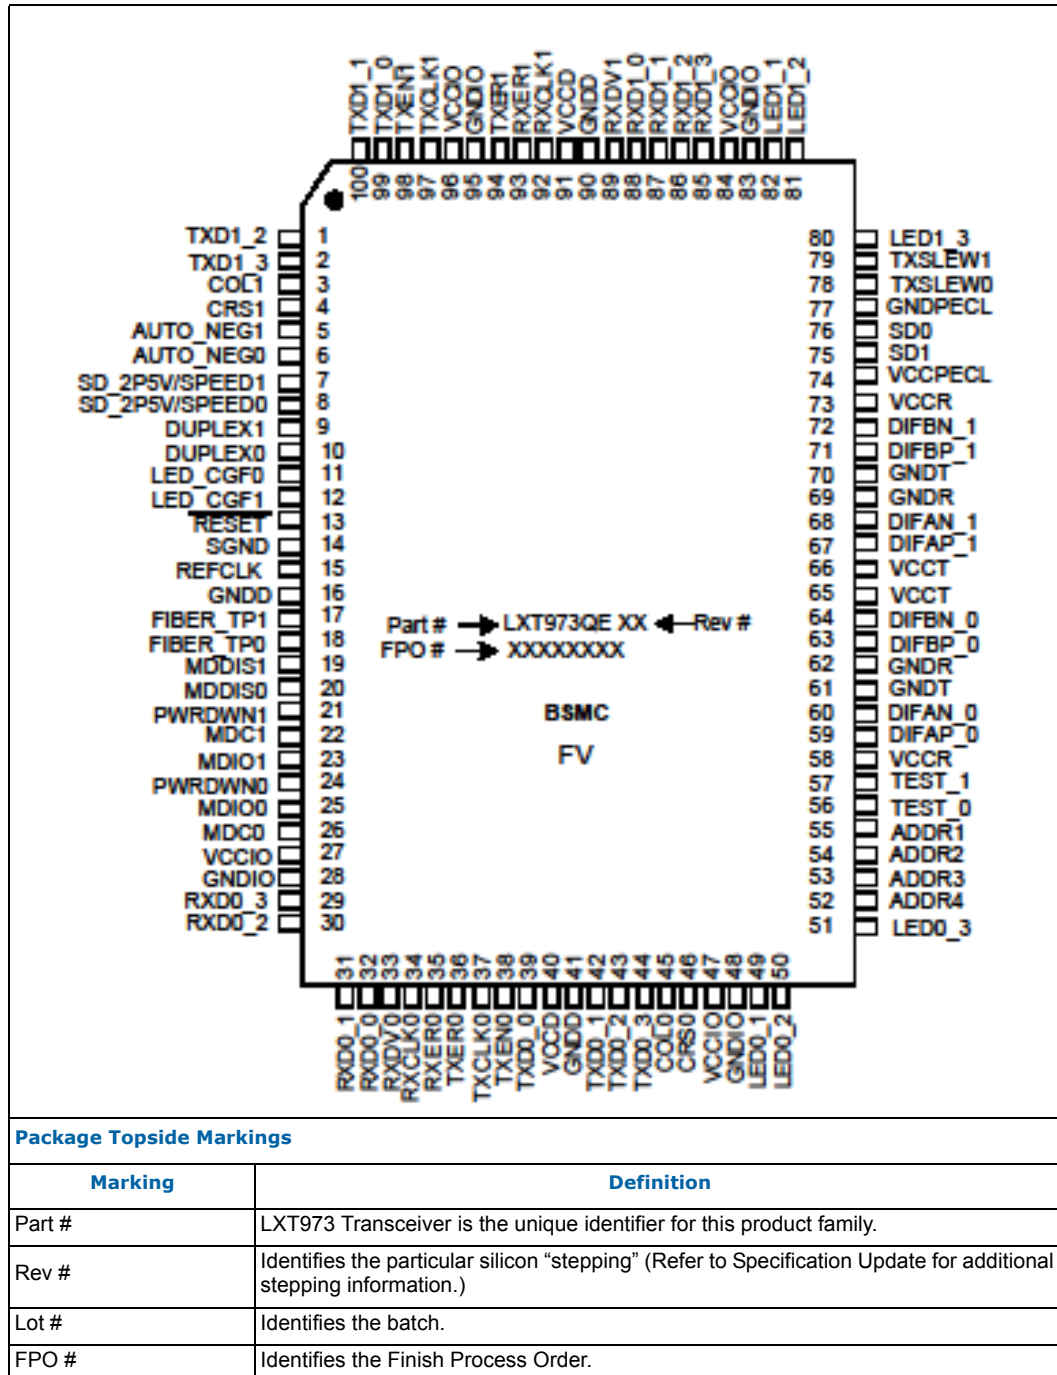 TXD1_1
TXD1_0
TXEN1
TXCLK1
VCCIO
GNDIO
TXER1
RXER1
RXCLK1
VCCD
GNDD
RXDV1
RXD1_0
RXD1_1
RXD1_2
RXD1_3
VCCIO
GNDIO
LED1_1
LED1_2
100 99 98 97 96 95 94 93 92 91 90 89 88 87 86 85 84 83 82 81
TXD1_2 1
TXD1_3 2
COL1 3
CRS1 4
AUTO_NEG1 5
AUTO_NEG0 6
SD_2P5V/SPEED1 7
SD_2P5V/SPEED0 8
DUPLEX1 9
DUPLEX0 10
LED_CGF0 11
LED_CGF1 12
RESET 13
SGND 14
REFCLK 15
GNDD 16
FIBER_TP1 17
FIBER_TP0 18
MDDIS1 19
MDDIS0 20
PWRDWN1 21
MDC1 22
MDIO1 23
PWRDWN0 24
MDIO0 25
MDC0 26
VCCIO 27
GNDIO 28
RXD0_3 29
RXD0_2 30
Part # LXT973QE XX Rev #
FPO # XXXXXXXX
BSMC
FV
80 LED1_3
79 TXSLEW1
78 TXSLEW0
77 GNDPECL
76 SD0
75 SD1
74 VCCPECL
73 VCCR
72 DIFBN_1
71 DIFBP_1
70 GNDT
69 GNDR
68 DIFAN_1
67 DIFAP_1
66 VCCT
65 VCCT
64 DIFBN_0
63 DIFBP_0
62 GNDR
61 GNDT
60 DIFAN_0
59 DIFAP_0
58 VCCR
57 TEST_1
56 TEST_0
55 ADDR1
54 ADDR2
53 ADDR3
52 ADDR4
51 LED0_3
31 32 33 34 35 36 37 38 39 40 41 42 43 44 45 46 47 48 49 50
RXD0_1
RXD0_0
RXDV0
RXCLK0
RXER0
TXER0
TXCLK0
TXEN0
TXD0_0
VCCD
GNDD
TXD0_1
TXD0_2
TXD0_3
COL0
CRS0
VCCIO
GNDIO
LED0_1
LED0_2
Package Topside Markings
Marking Definition
Part # LXT973 Transceiver is the unique identifier for this product family.
Rev # Identifies the particular silicon “stepping” (Refer to Specification Update for additional
stepping information.)
Lot # Identifies the batch.
FPO # Identifies the Finish Process Order.